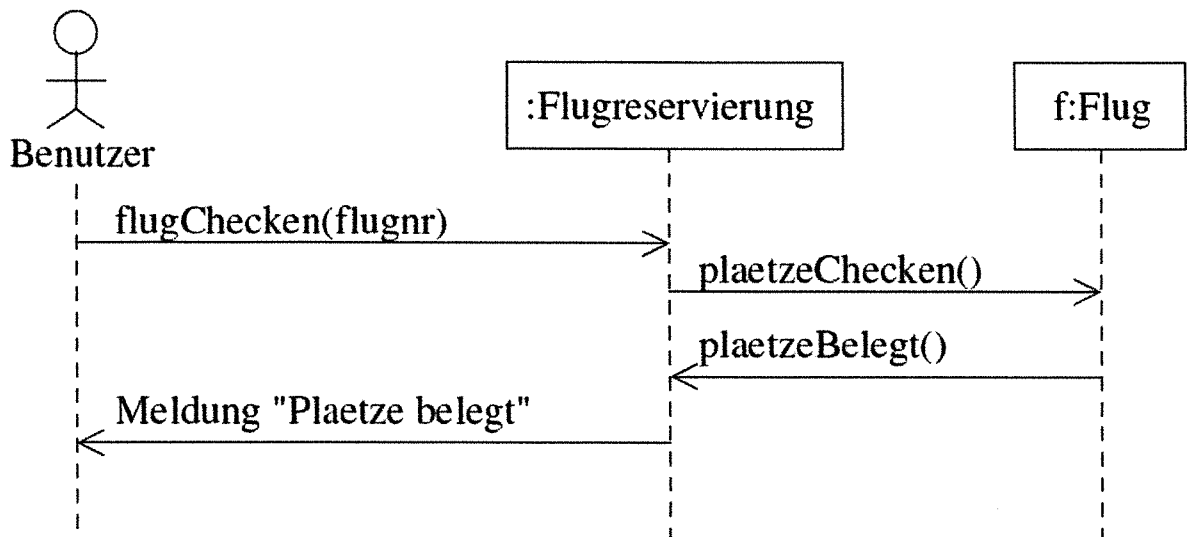 :Flugreservierung
f:Flug
Benutzer
flugChecken(flugnr)
plaetzeChecken()
plaetzeBelegt()
Meldung "Plaetze belegt"